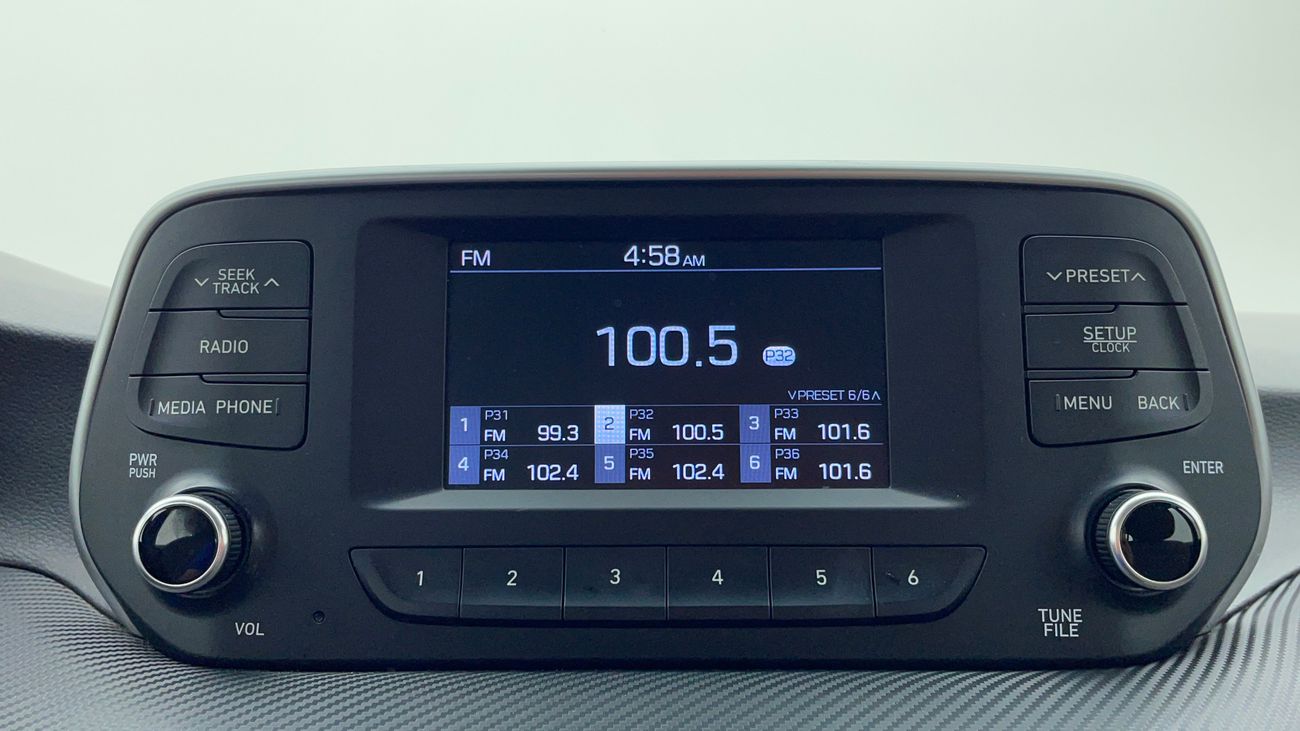 SEEK
TRACK
RADIO
MEDIA PHONE
PWR
PUSH
VOL
FM 4:58 AM
100.5 P32
PRESET 6/6
1 P31 FM 99.3 2 P32 FM 100.5 3 P33 FM 101.6
4 P34 FM 102.4 5 P35 FM 102.4 6 P36 FM 101.6
1 2 3 4 5 6
PRESET
SETUP
CLOCK
MENU BACK
ENTER
TUNE
FILE